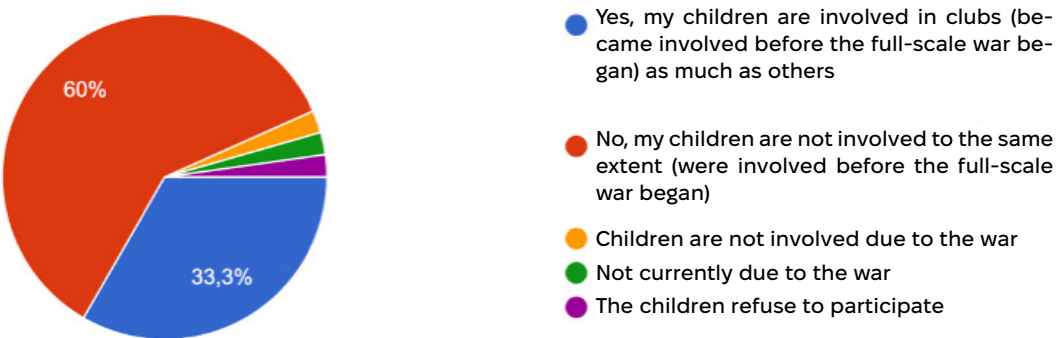 60%
33,3%
Yes, my children are involved in clubs (be-
came involved before the full-scale war be-
gan) as much as others
No, my children are not involved to the same
extent (were involved before the full-scale
war began)
Children are not involved due to the war
Not currently due to the war
The children refuse to participate